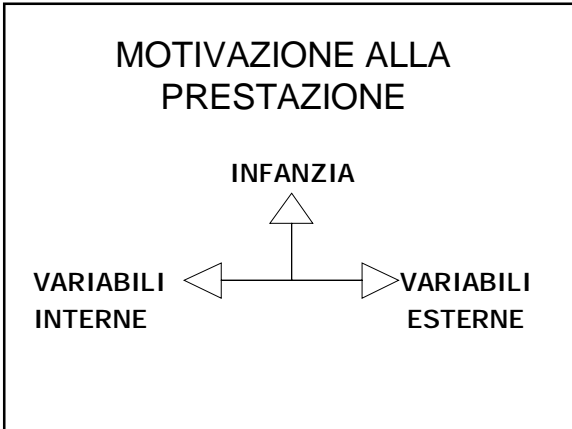 MOTIVAZIONE ALLA
PRESTAZIONE
INFANZIA
VARIABILI
INTERNE
VARIABILI
ESTERNE